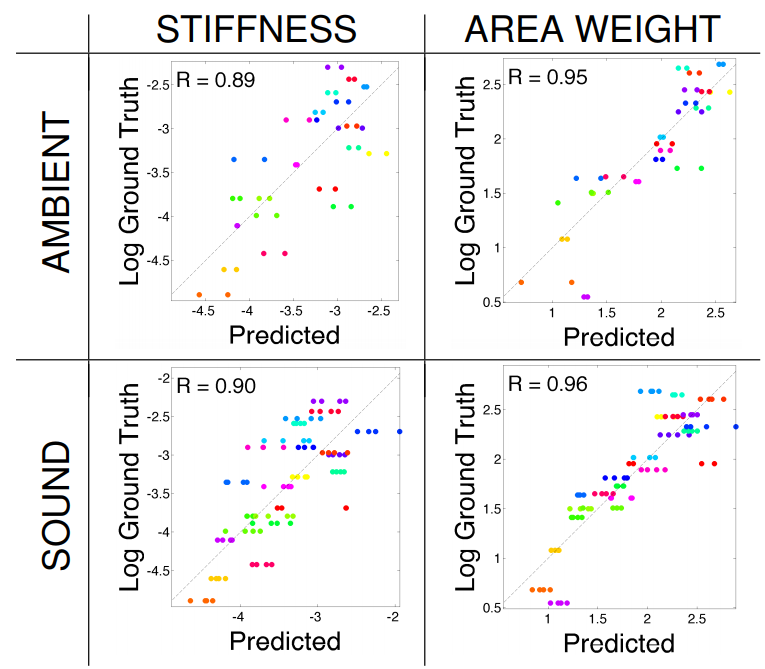 STIFFNESS
AREA WEIGHT
AMBIENT
R = 0.89
Log Ground Truth
-2.5
-3
-3.5
-4
-4.5
-4.5 -4 -3.5 -3 -2.5
Predicted
R = 0.95
Log Ground Truth
2.5
2
1.5
1
0.5
1 1.5 2 2.5
Predicted
SOUND
R = 0.90
Log Ground Truth
-2
-2.5
-3
-3.5
-4
-4.5
-4 -3 -2
Predicted
R = 0.96
Log Ground Truth
2.5
2
1.5
1
0.5
1 1.5 2 2.5
Predicted